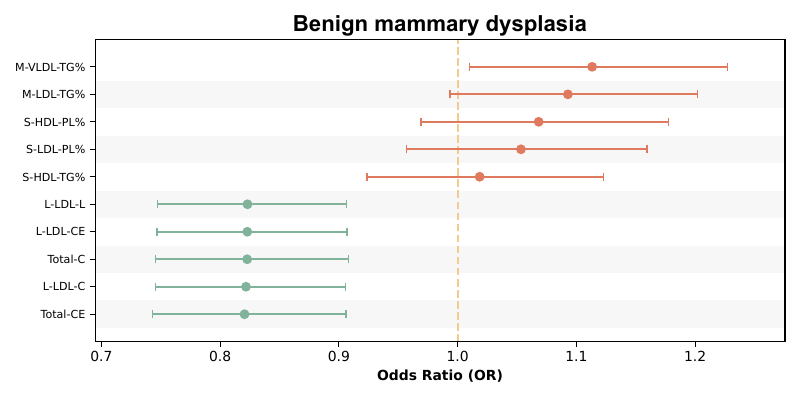 Benign mammary dysplasia
M-VLDL-TG%
M-LDL-TG%
S-HDL-PL%
S-LDL-PL%
S-HDL-TG%
L-LDL-L
L-LDL-CE
Total-C
L-LDL-C
Total-CE
0.7 0.8 0.9 1.0 1.1 1.2
Odds Ratio (OR)